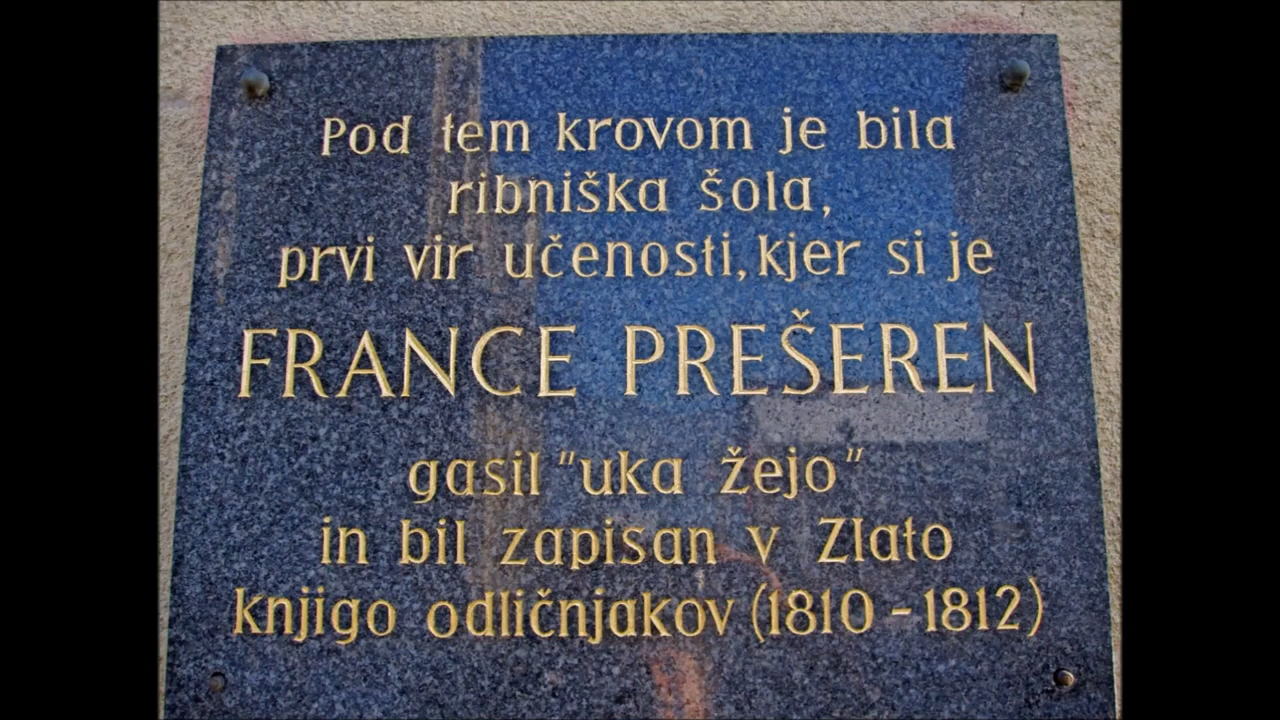 Pod tem krovom je bila
ribniška šola,
prvi vir učenosti, kjer si je
FRANCE PREŠEREN
gasil "uka žejo"
in bil zapisan v Zlato
knjigo odličnjakov (1810 - 1812)